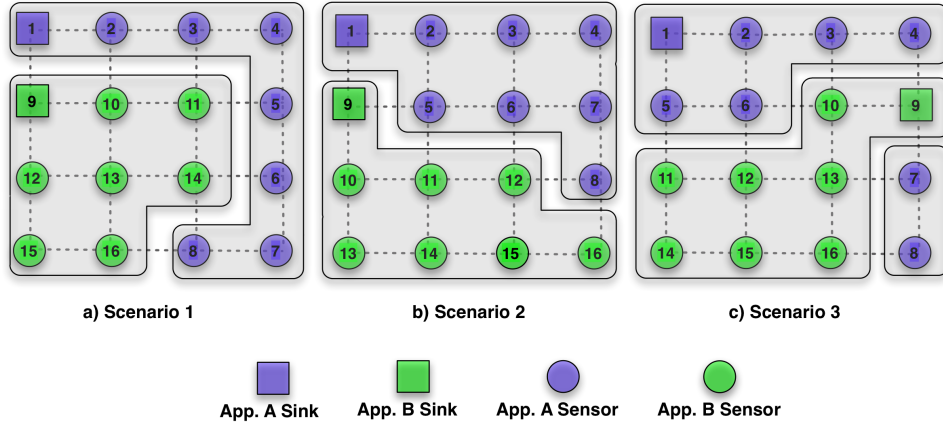 1 2 3 4
9 10 11 5
12 13 14 6
15 16 8 7
a) Scenario 1
1 2 3 4
9 5 6 7
10 11 12 8
13 14 15 16
b) Scenario 2
1 2 3 4
5 6 10 9
11 12 13 7
14 15 16 8
c) Scenario 3
App. A Sink
App. B Sink
App. A Sensor
App. B Sensor